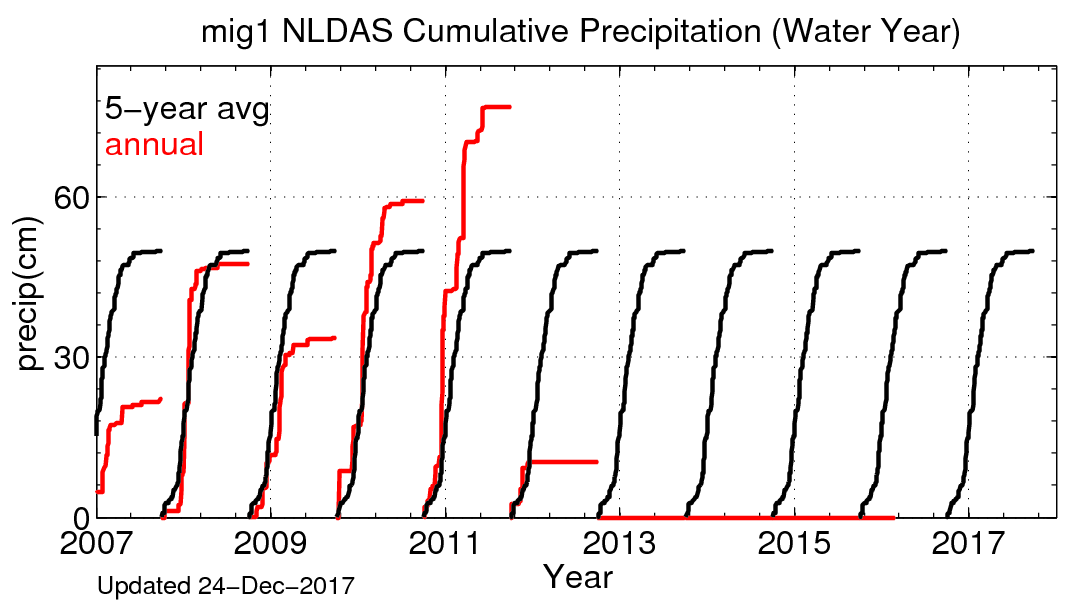 mig1 NLDAS Cumulative Precipitation (Water Year)
5−year avg
annual
60
30
0
precip(cm)
2007 2009 2011 2013 2015 2017
Year
Updated 24−Dec−2017